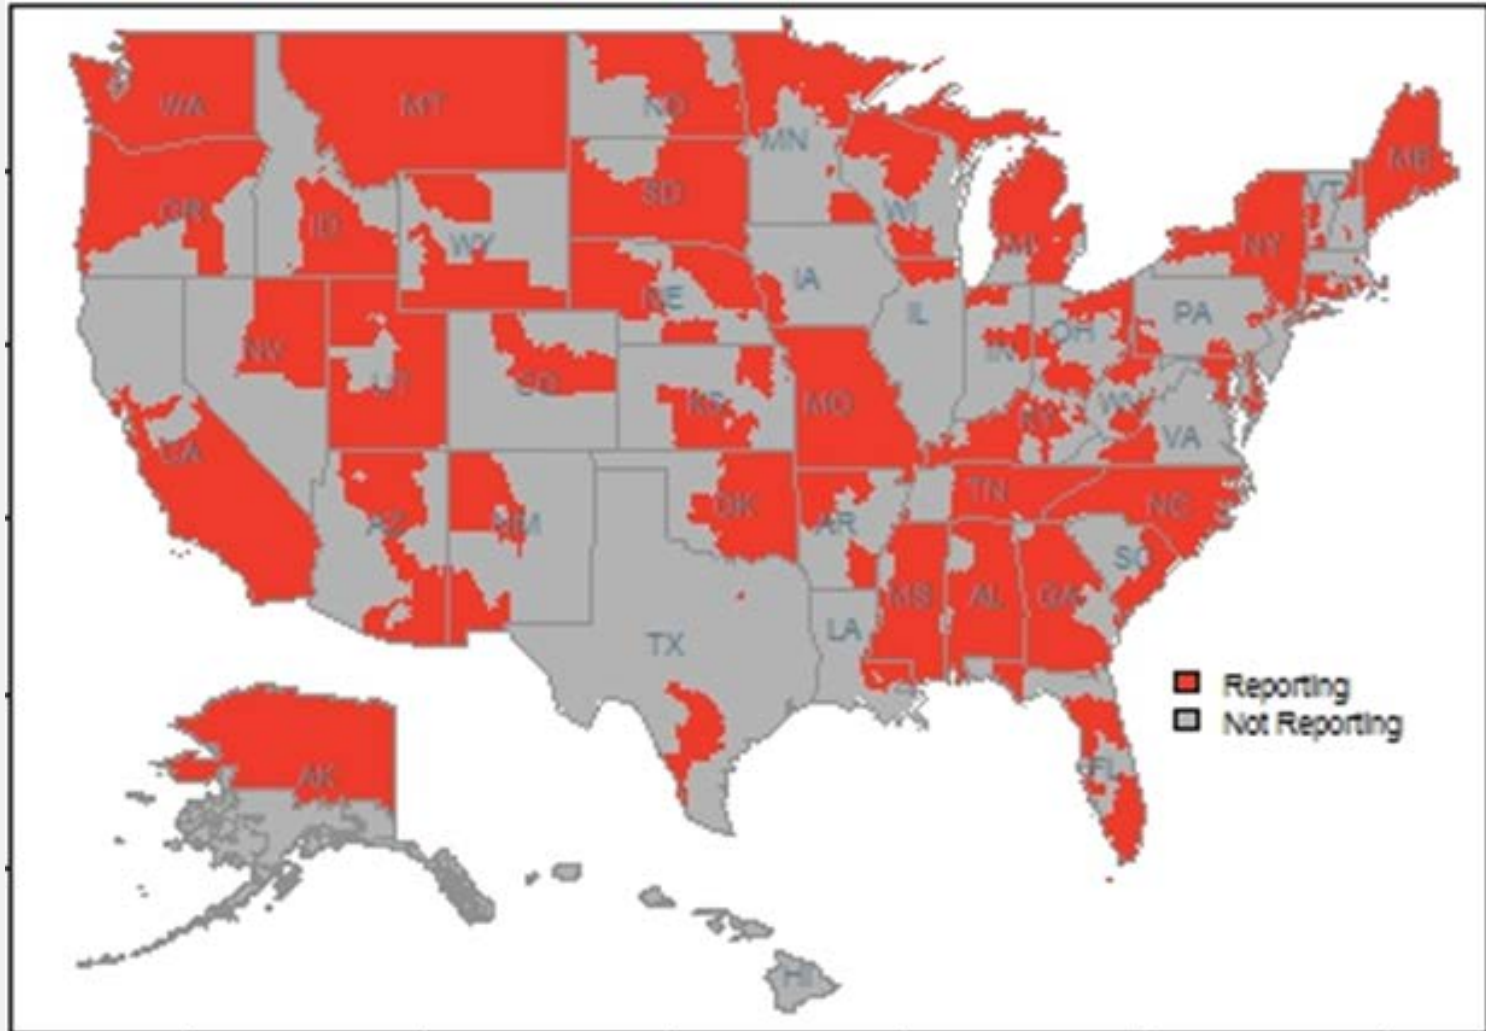 WA
MT
ND
MN
ME
VT
OR
ID
WY
SD
WI
MI
NY
IA
NE
IL
IN
OH
PA
NV
UT
CO
KS
MO
KY
WV
VA
CA
AZ
NM
OK
AR
TN
NC
SC
MS
AL
GA
LA
TX
Reporting
Not Reporting
FL
AK
HI